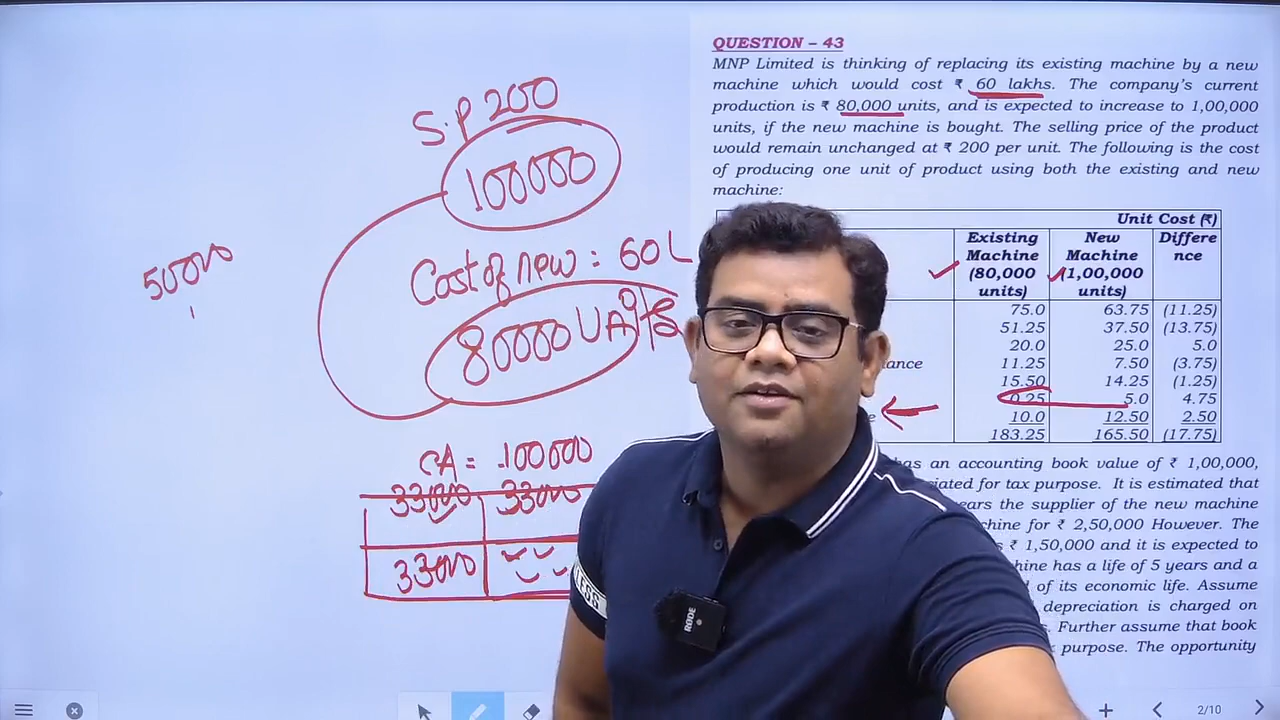 S.P 200
100000
Cost of new : 60 L
80000 UA
50000
CA = 100000
33000 33000
33000
QUESTION – 43
MNP Limited is thinking of replacing its existing machine by a new
machine which would cost ₹ 60 lakhs. The company's current
production is ₹ 80,000 units, and is expected to increase to 1,00,000
units, if the new machine is bought. The selling price of the product
would remain unchanged at ₹ 200 per unit. The following is the cost
of producing one unit of product using both the existing and new
machine:
Unit Cost (₹)
Existing Machine (80,000 units) New Machine (1,00,000 units) Differe nce
75.0 63.75 (11.25)
51.25 37.50 (13.75)
20.0 25.0 5.0
ance 11.25 7.50 (3.75)
15.50 14.25 (1.25)
0.25 5.0 4.75
e 10.0 12.50 2.50
183.25 165.50 (17.75)
has an accounting book value of ₹ 1,00,000,
iated for tax purpose. It is estimated that
ears the supplier of the new machine
chine for ₹ 2,50,000 However. The
s ₹ 1,50,000 and it is expected to
hine has a life of 5 years and a
d of its economic life. Assume
depreciation is charged on
s. Further assume that book
purpose. The opportunity
RODE
2/10